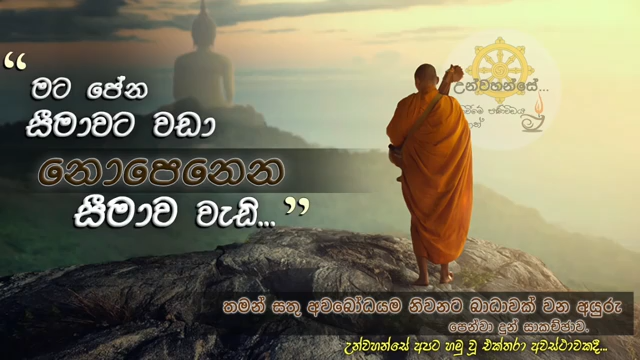 “ මට පේන
සීමාවට වඩා
නොපෙනෙන
සීමාව වැඩි... ”
උන්වහන්සේ...
තමන් සතු අවබෝධයම නිවනට බාධාවක් වන අයුරු
පෙන්වා දුන් සාකච්ඡාව.
උන්වහන්සේ අපට හමු වූ එක්තරා අවස්ථාවකදී...